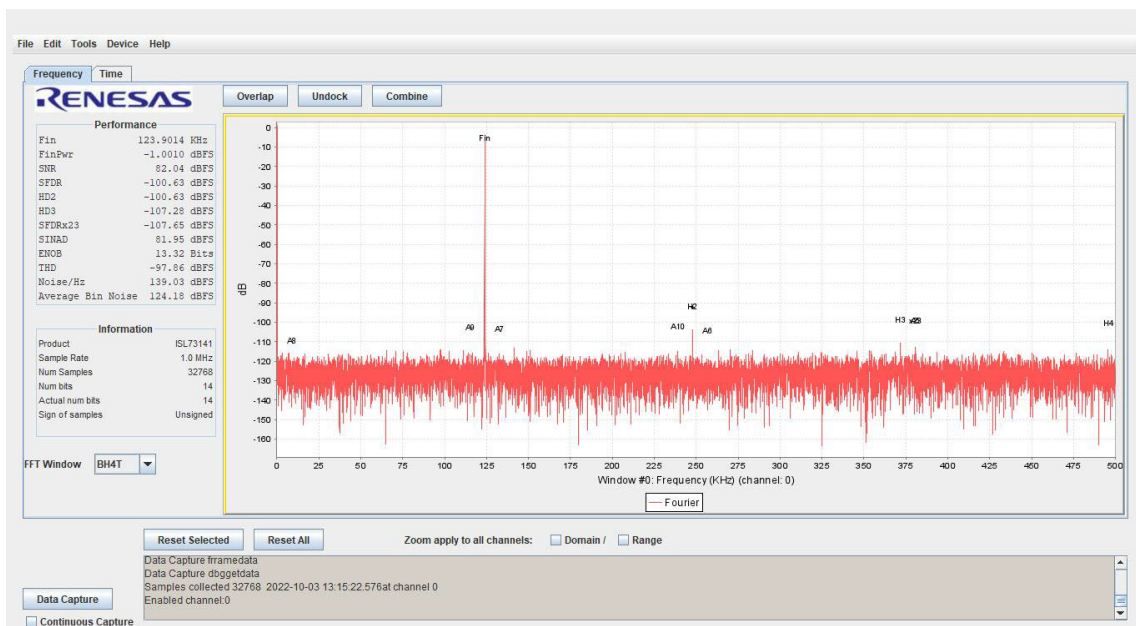 File Edit Tools Device Help
Frequency Time
RENESAS
Overlap Undock Combine
Performance
Fin 123.9014 KHz
FinPwr -1.0010 dBFS
SNR 82.04 dBFS
SFDR -100.63 dBFS
HD2 -100.63 dBFS
HD3 -107.28 dBFS
SFDRx23 -107.65 dBFS
SINAD 81.95 dBFS
ENOB 13.32 Bits
THD -97.86 dBFS
Noise/Hz 139.03 dBFS
Average Bin Noise 124.18 dBFS
Information
Product ISL73141
Sample Rate 1.0 MHz
Num Samples 32768
Num bits 14
Actual num bits 14
Sign of samples Unsigned
FFT Window BH4T
dB
0
-10
-20
-30
-40
-50
-60
-70
-80
-90
-100
-110
-120
-130
-140
-150
-160
Fin
H2
A8 A9 A7 A10 A6 H3 H4
0 25 50 75 100 125 150 175 200 225 250 275 300 325 350 375 400 425 450 475 500
Window #0: Frequency (KHz) (channel: 0)
Fourier
Reset Selected Reset All Zoom apply to all channels: Domain / Range
Data Capture frramedata
Data Capture dbggetdata
Samples collected 32768 2022-10-03 13:15:22.576at channel 0
Enabled channel:0
Data Capture
Continuous Capture